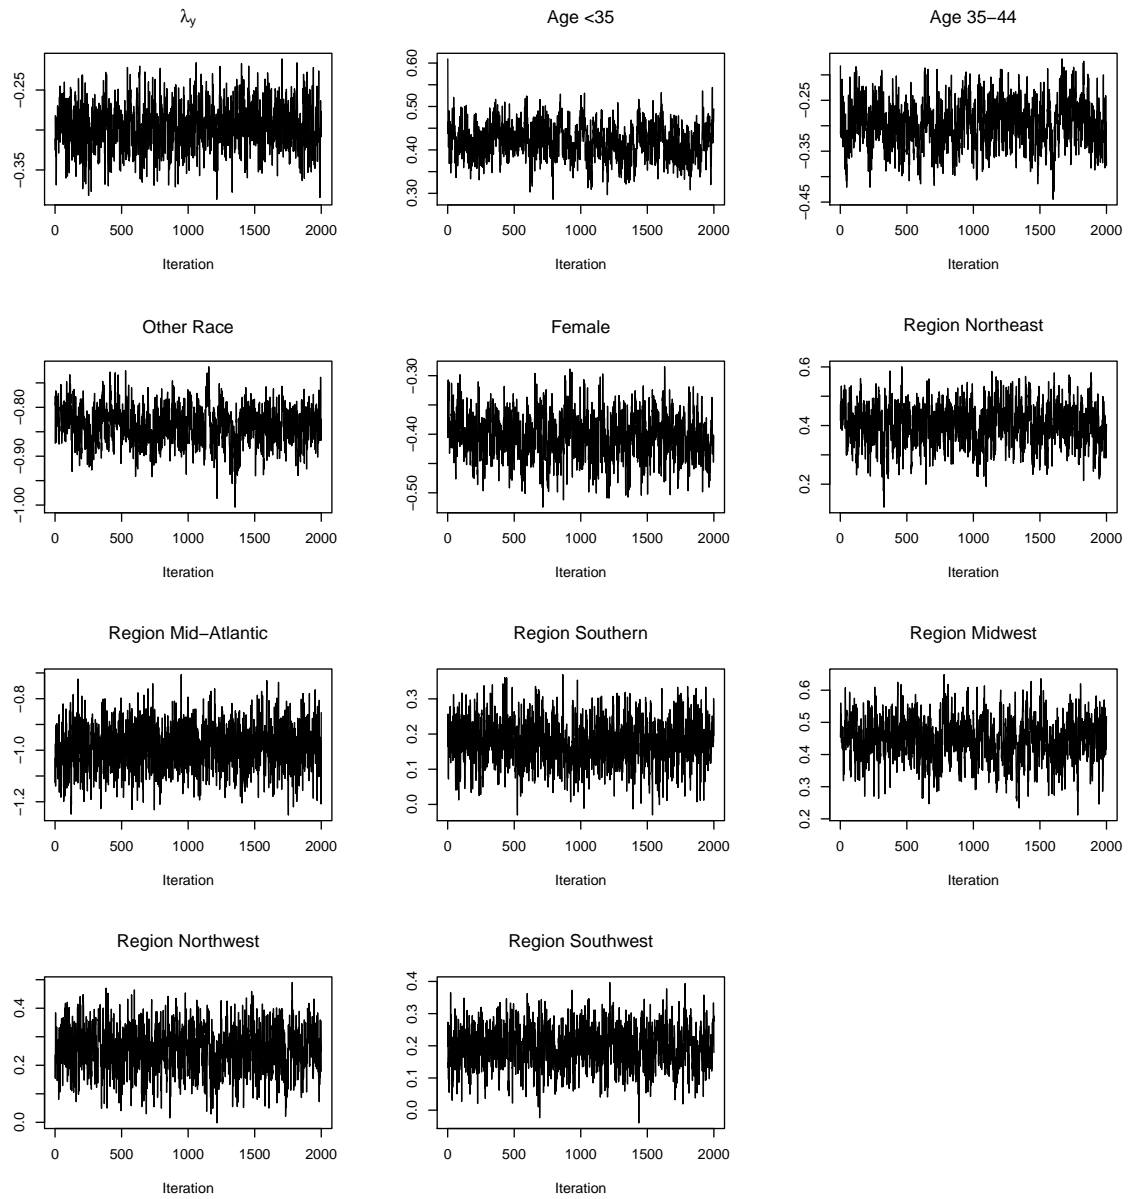 λy Age <35 Age 35−44
−0.35 −0.25
0.30 0.40 0.50 0.60
−0.45 −0.35 −0.25
0 500 1000 1500 2000 0 500 1000 1500 2000 0 500 1000 1500 2000
Iteration Iteration Iteration
Other Race Female Region Northeast
−1.00 −0.90 −0.80
−0.50 −0.40 −0.30
0.2 0.4 0.6
0 500 1000 1500 2000 0 500 1000 1500 2000 0 500 1000 1500 2000
Iteration Iteration Iteration
Region Mid−Atlantic Region Southern Region Midwest
−1.2 −1.0 −0.8
0.0 0.1 0.2 0.3
0.2 0.3 0.4 0.5 0.6
0 500 1000 1500 2000 0 500 1000 1500 2000 0 500 1000 1500 2000
Iteration Iteration Iteration
Region Northwest Region Southwest
0.0 0.2 0.4
0.0 0.1 0.2 0.3 0.4
0 500 1000 1500 2000 0 500 1000 1500 2000
Iteration Iteration